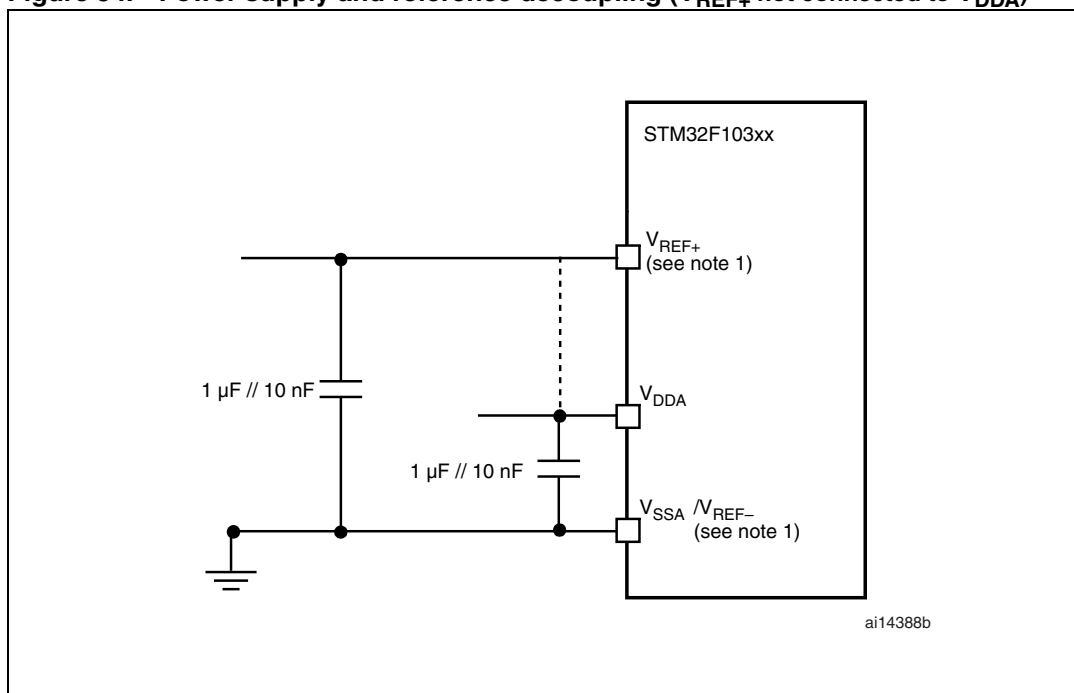 STM32F103xx
VREF+
(see note 1)
1 µF // 10 nF
VDDA
1 µF // 10 nF
VSSA /VREF–
(see note 1)
ai14388b